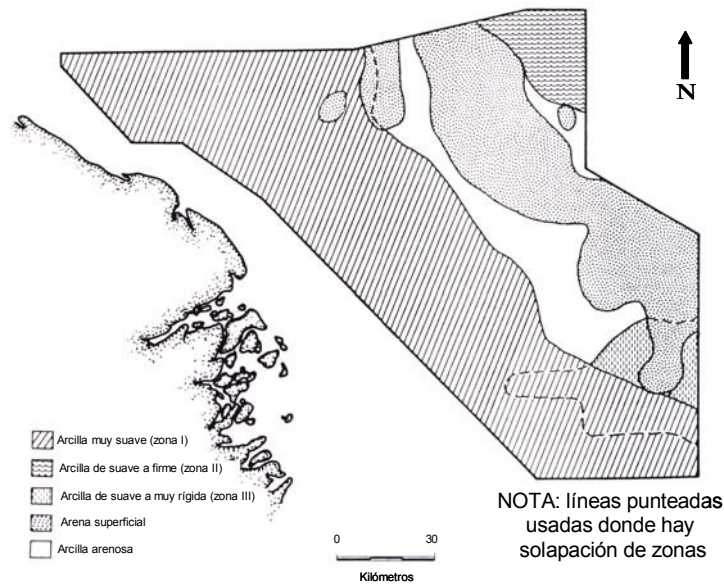 N
Arcilla muy suave (zona I)
Arcilla de suave a firme (zona II)
Arcilla de suave a muy rígida (zona III)
Arena superficial
Arcilla arenosa
0 30
Kilómetros
NOTA: líneas punteadas
usadas donde hay
solapación de zonas